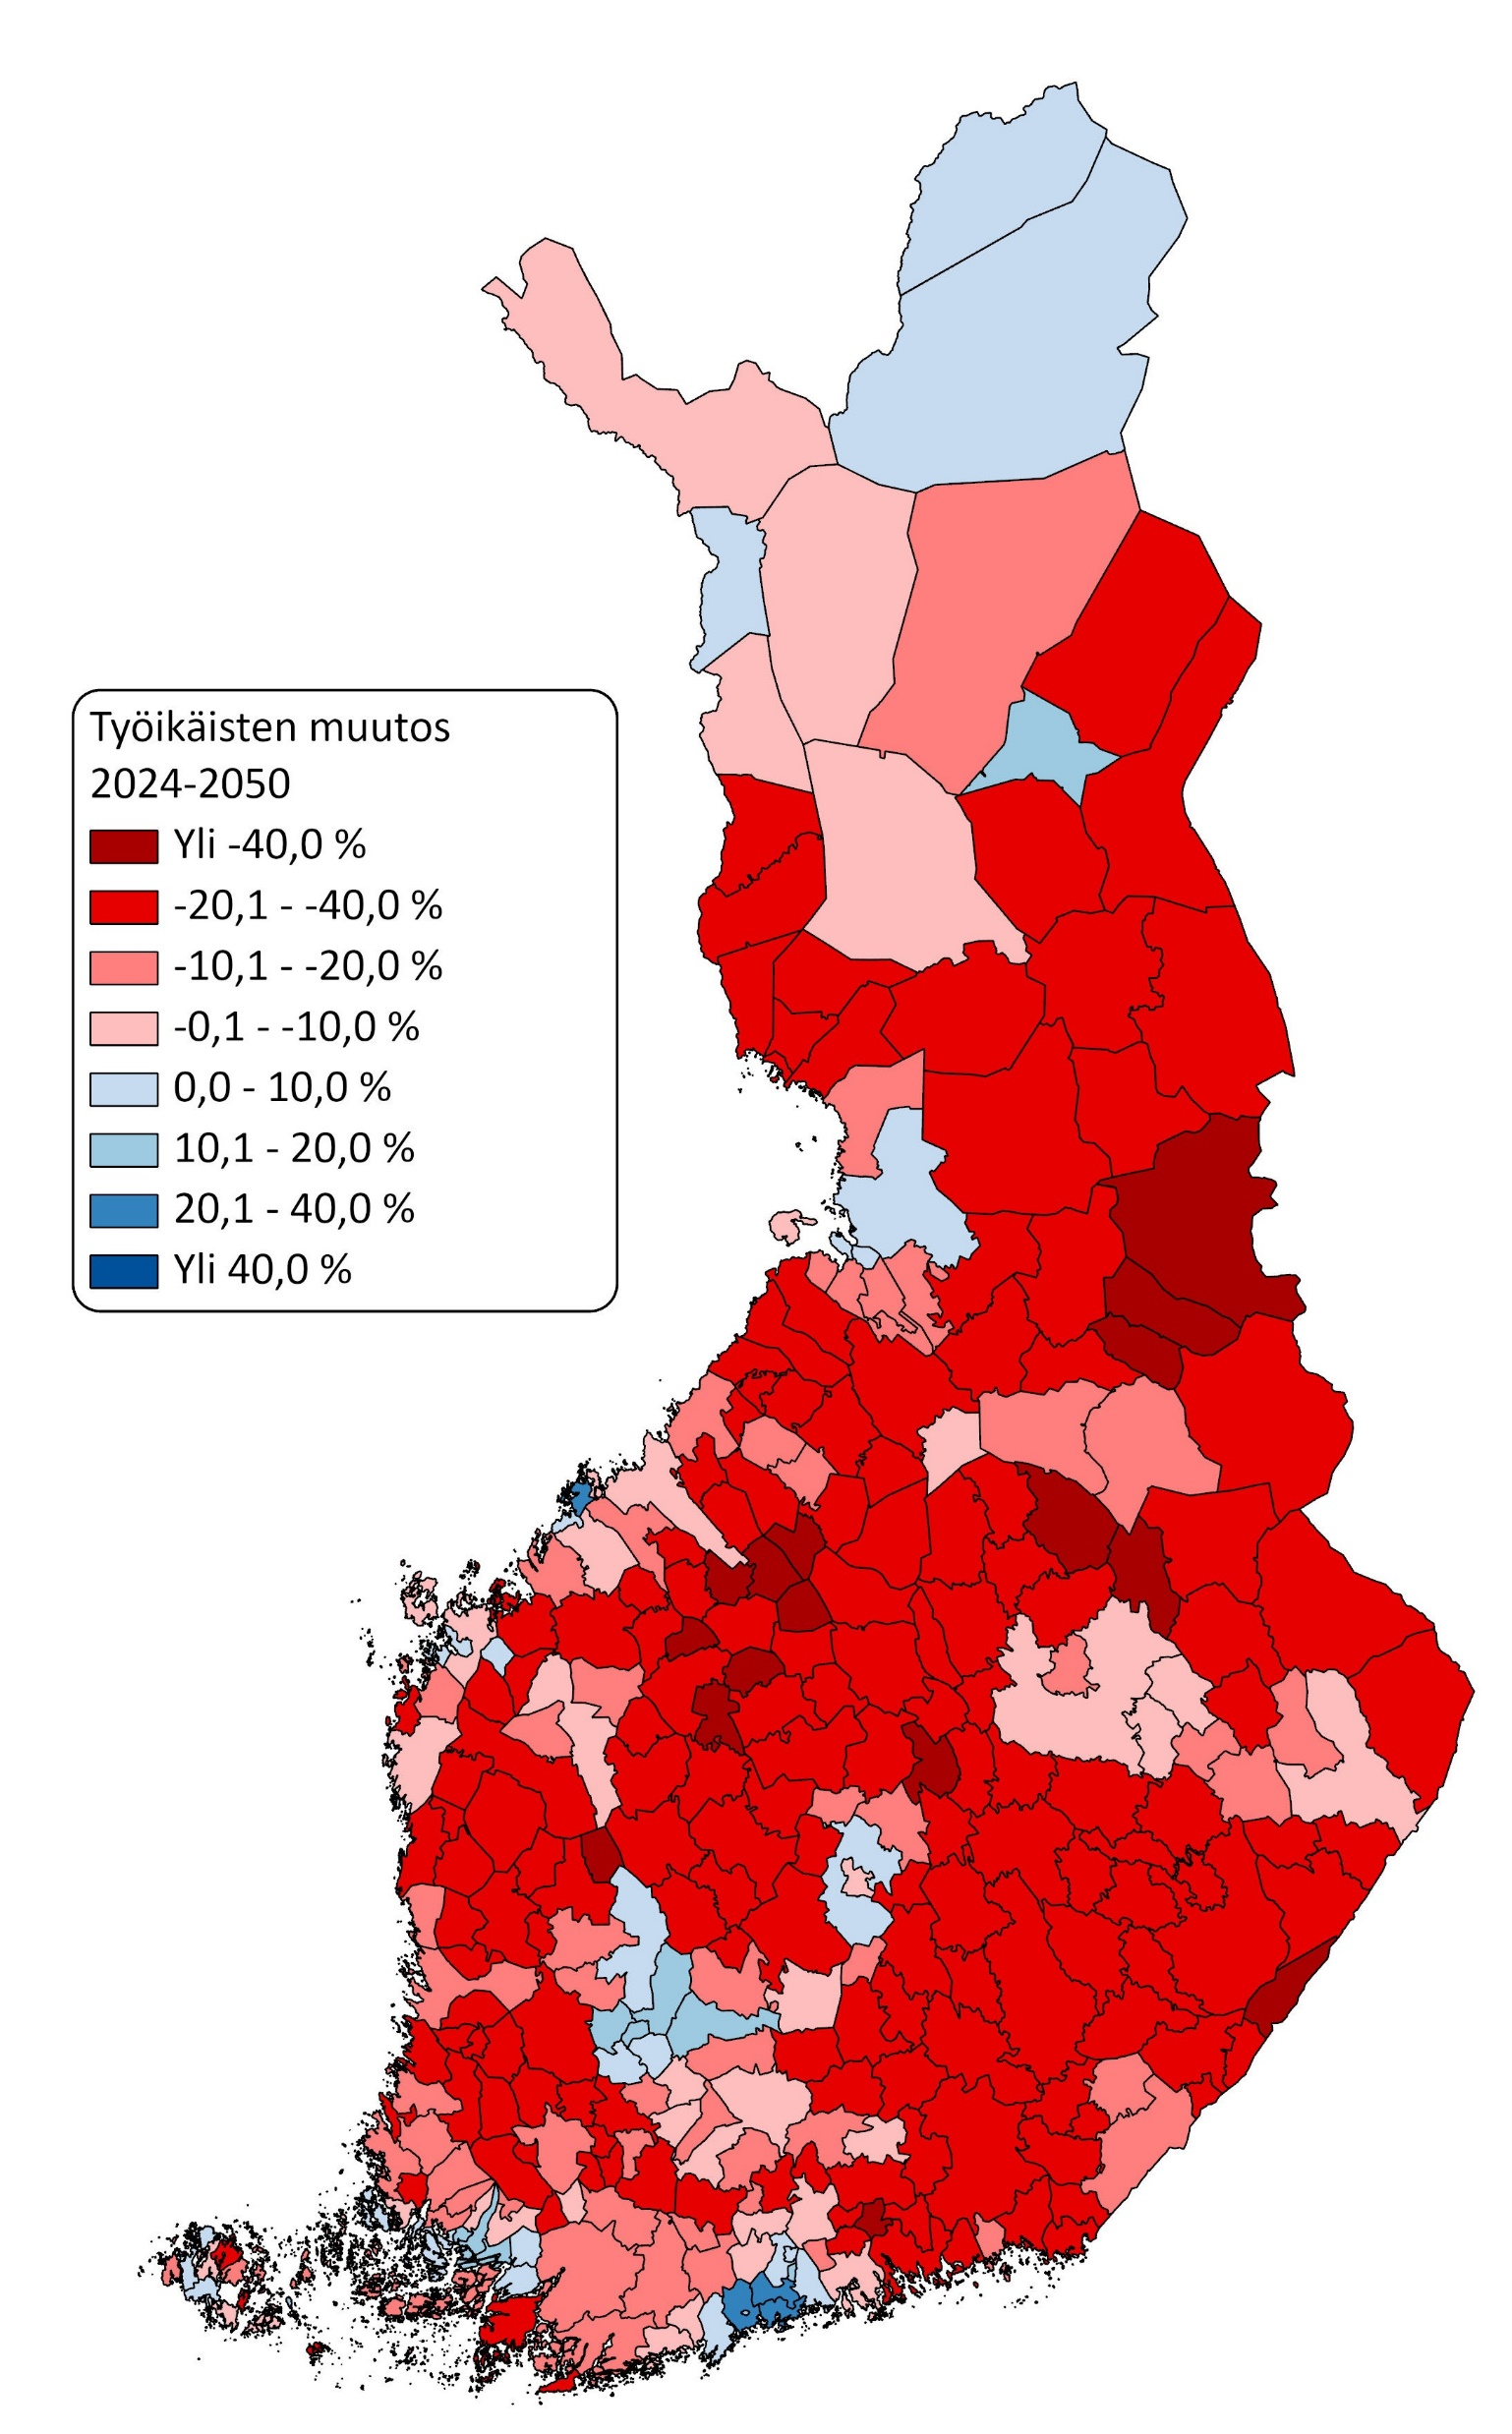 Työikäisten muutos
2024-2050
Yli -40,0 %
-20,1 - -40,0 %
-10,1 - -20,0 %
-0,1 - -10,0 %
0,0 - 10,0 %
10,1 - 20,0 %
20,1 - 40,0 %
Yli 40,0 %